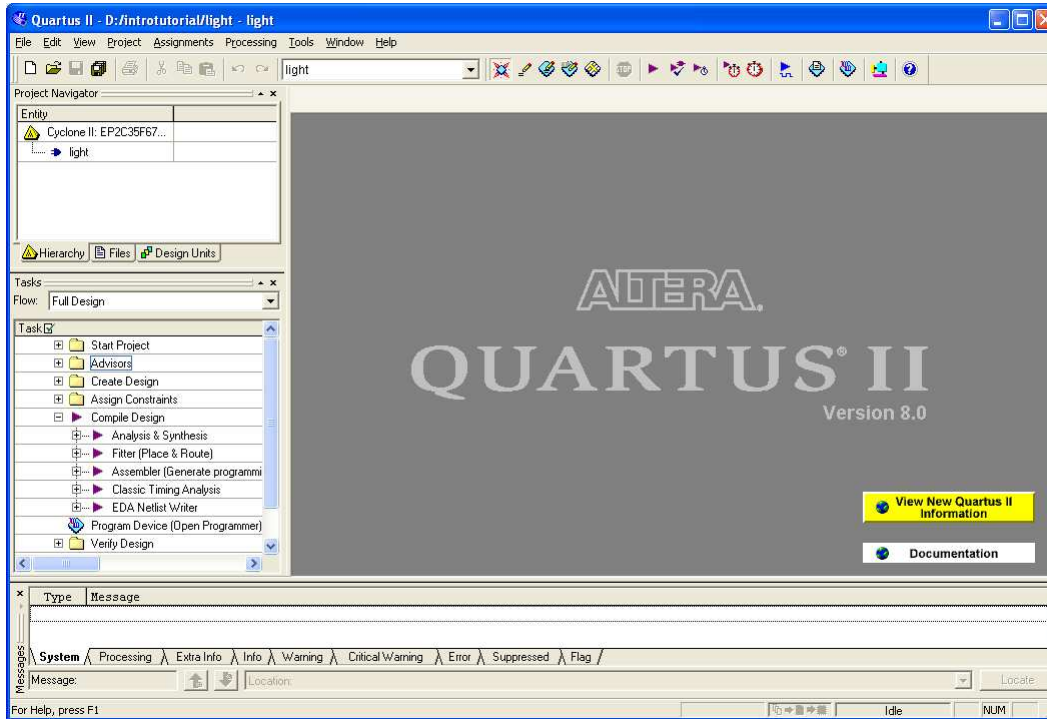 Quartus II - D:/introtutorial/light - light
File Edit View Project Assignments Processing Tools Window Help
light
Project Navigator
Entity
Cyclone II: EP2C35F67...
light
Hierarchy Files Design Units
Tasks
Flow: Full Design
Task
Start Project
Advisors
Create Design
Assign Constraints
Compile Design
Analysis & Synthesis
Fitter (Place & Route)
Assembler (Generate programmi
Classic Timing Analysis
EDA Netlist Writer
Program Device (Open Programmer)
Verify Design
ALTERA.
QUARTUS® II
Version 8.0
View New Quartus II
Information
Documentation
Type Message
System Processing Extra Info Info Warning Critical Warning Error Suppressed Flag
Messages
Message: Location: Locate
For Help, press F1 Idle NUM